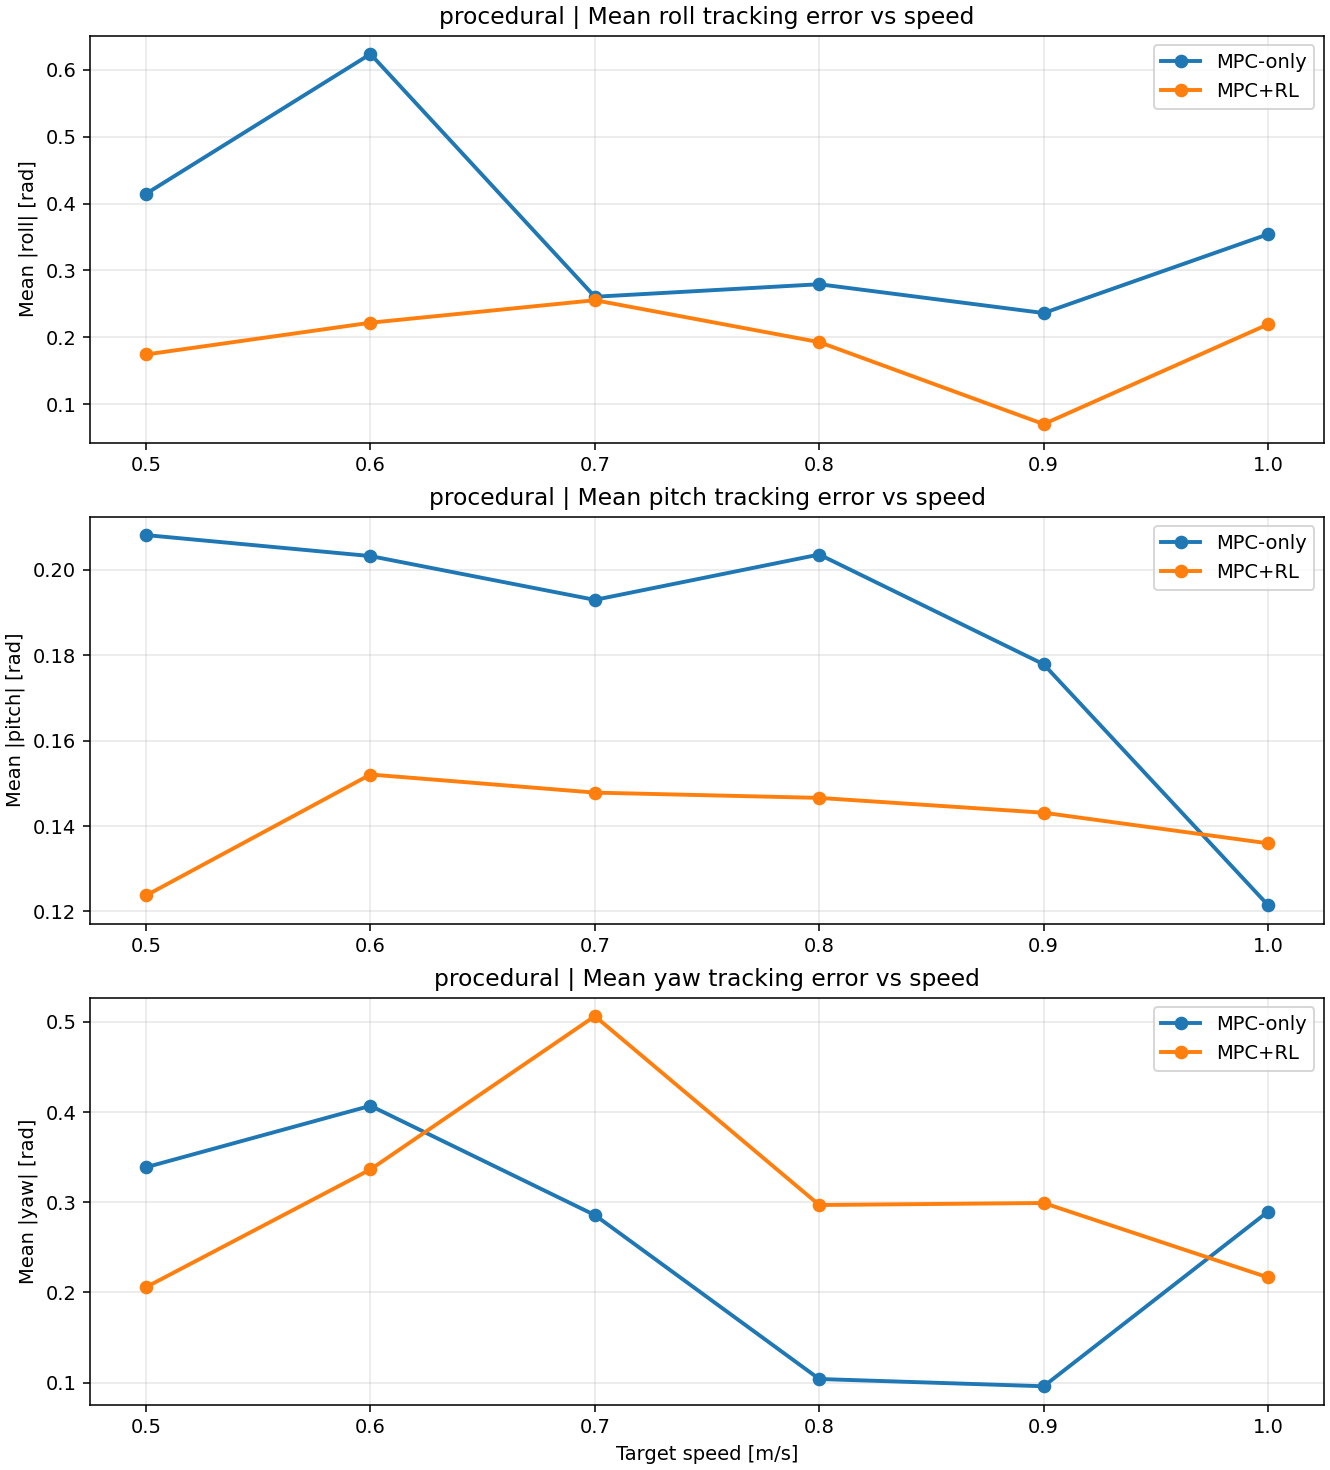 procedural | Mean roll tracking error vs speed
Mean |roll| [rad]
0.6
0.5
0.4
0.3
0.2
0.1
MPC-only
MPC+RL
0.5 0.6 0.7 0.8 0.9 1.0
procedural | Mean pitch tracking error vs speed
Mean |pitch| [rad]
0.20
0.18
0.16
0.14
0.12
MPC-only
MPC+RL
0.5 0.6 0.7 0.8 0.9 1.0
procedural | Mean yaw tracking error vs speed
Mean |yaw| [rad]
0.5
0.4
0.3
0.2
0.1
MPC-only
MPC+RL
0.5 0.6 0.7 0.8 0.9 1.0
Target speed [m/s]